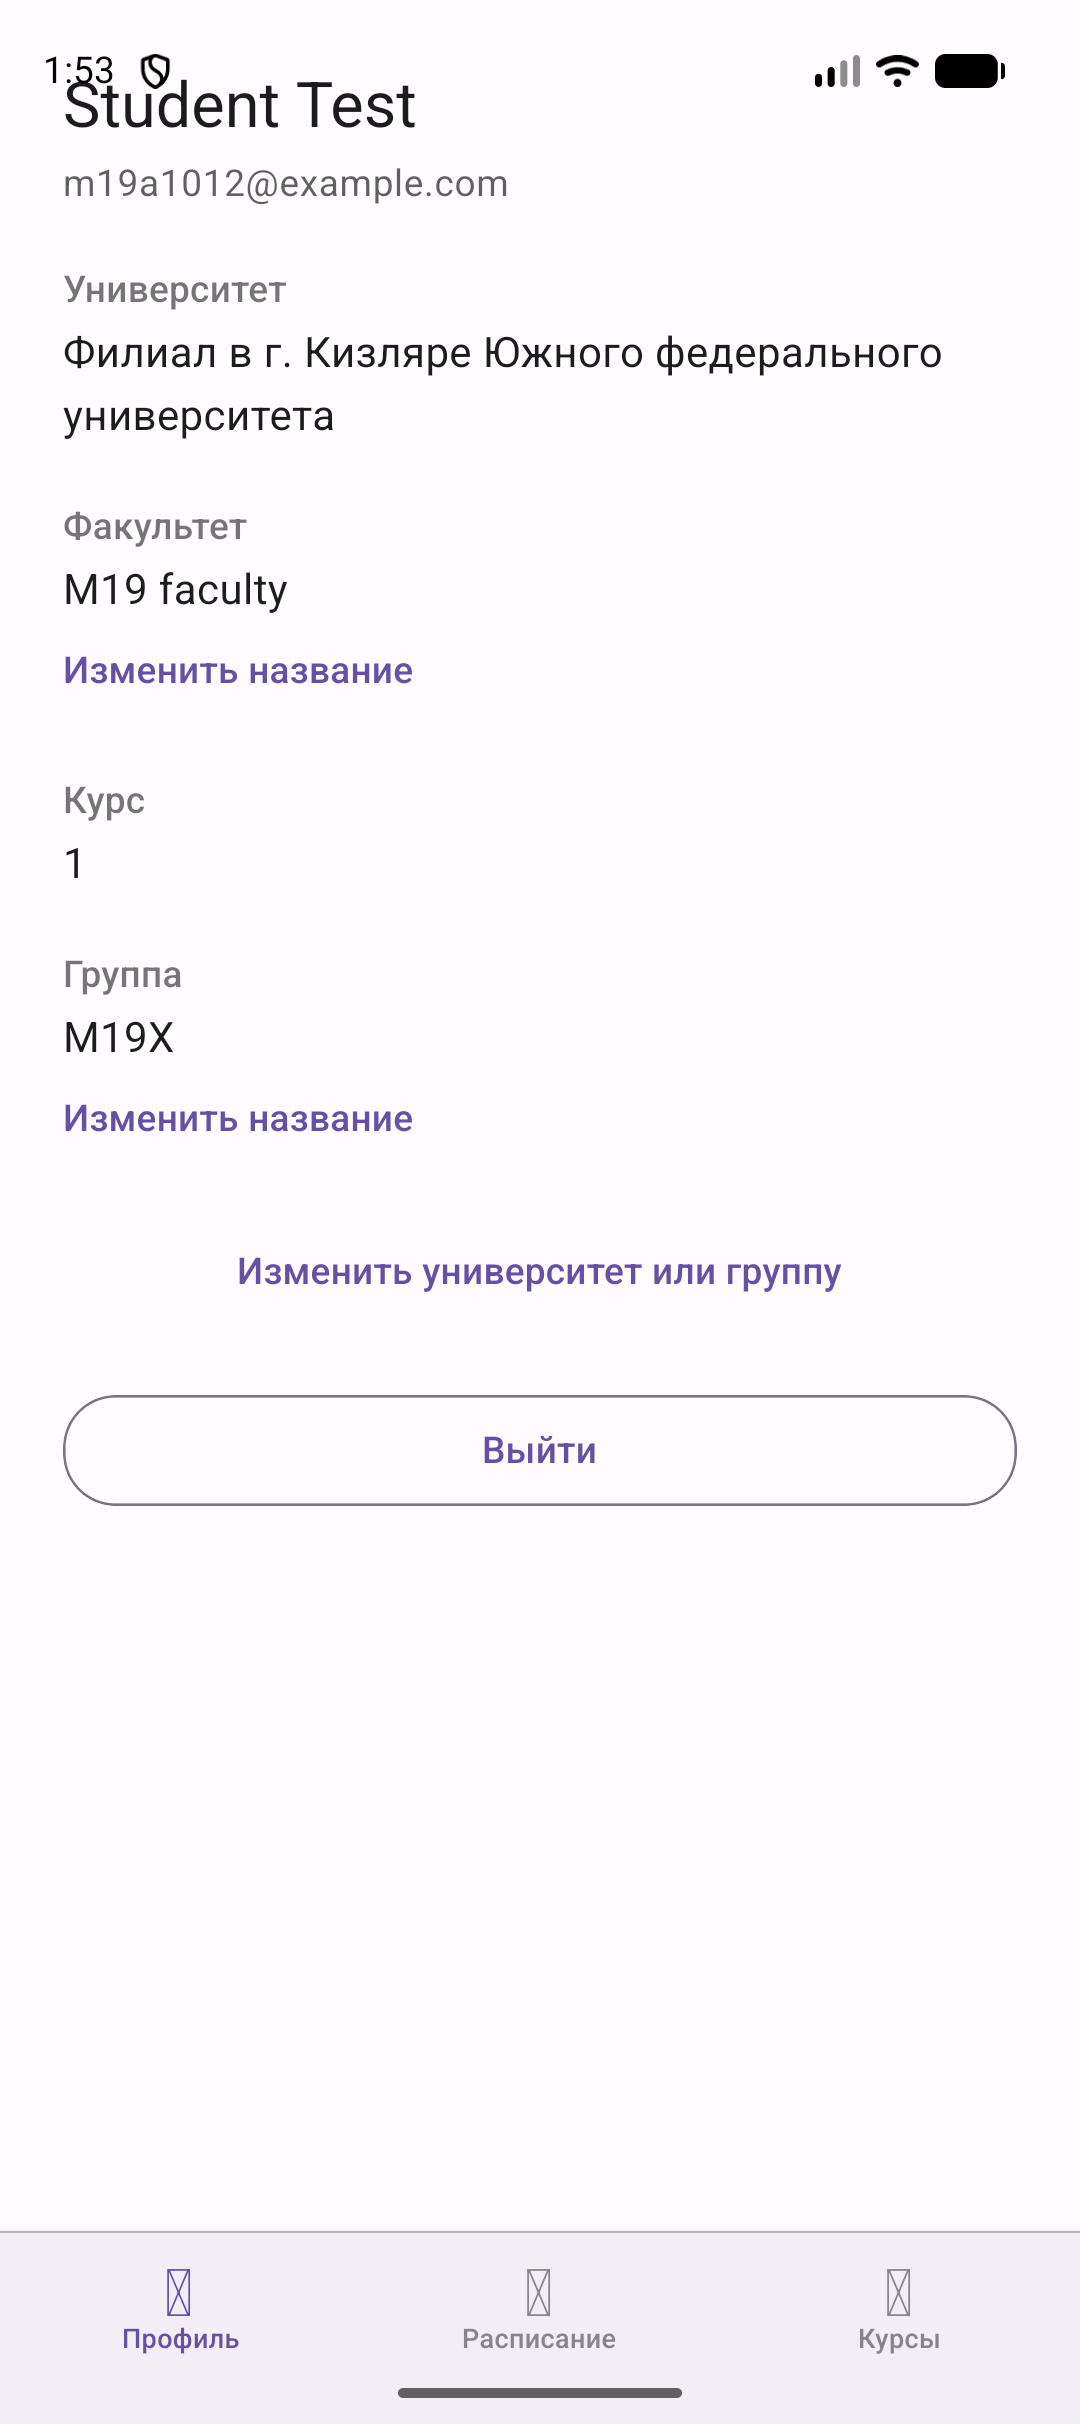 1:53
Student Test
m19a1012@example.com
Университет
Филиал в г. Кизляре Южного федерального
университета
Факультет
M19 faculty
Изменить название
Курс
1
Группа
M19X
Изменить название
Изменить университет или группу
Выйти
Профиль
Расписание
Курсы